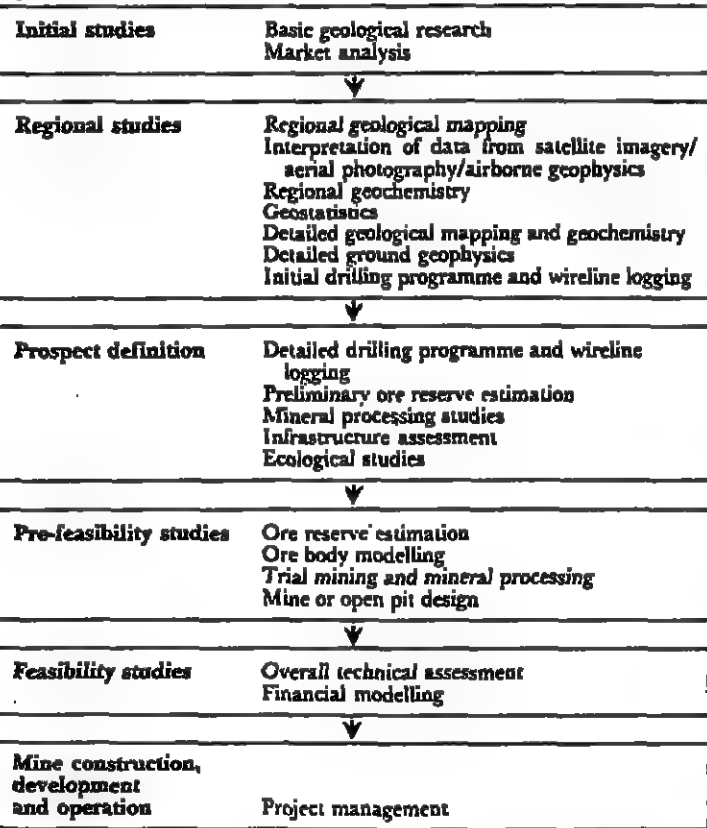 Initial studies Basic geological research
Market analysis
Regional studies Regional geological mapping
Interpretation of data from satellite imagery/
aerial photography/airborne geophysics
Regional geochemistry
Geostatistics
Detailed geological mapping and geochemistry
Detailed ground geophysics
Initial drilling programme and wireline logging
Prospect definition Detailed drilling programme and wireline
logging
Preliminary ore reserve estimation
Mineral processing studies
Infrastructure assessment
Ecological studies
Pre-feasibility studies Ore reserve estimation
Ore body modelling
Trial mining and mineral processing
Mine or open pit design
Feasibility studies Overall technical assessment
Financial modelling
Mine construction,
development
and operation Project management